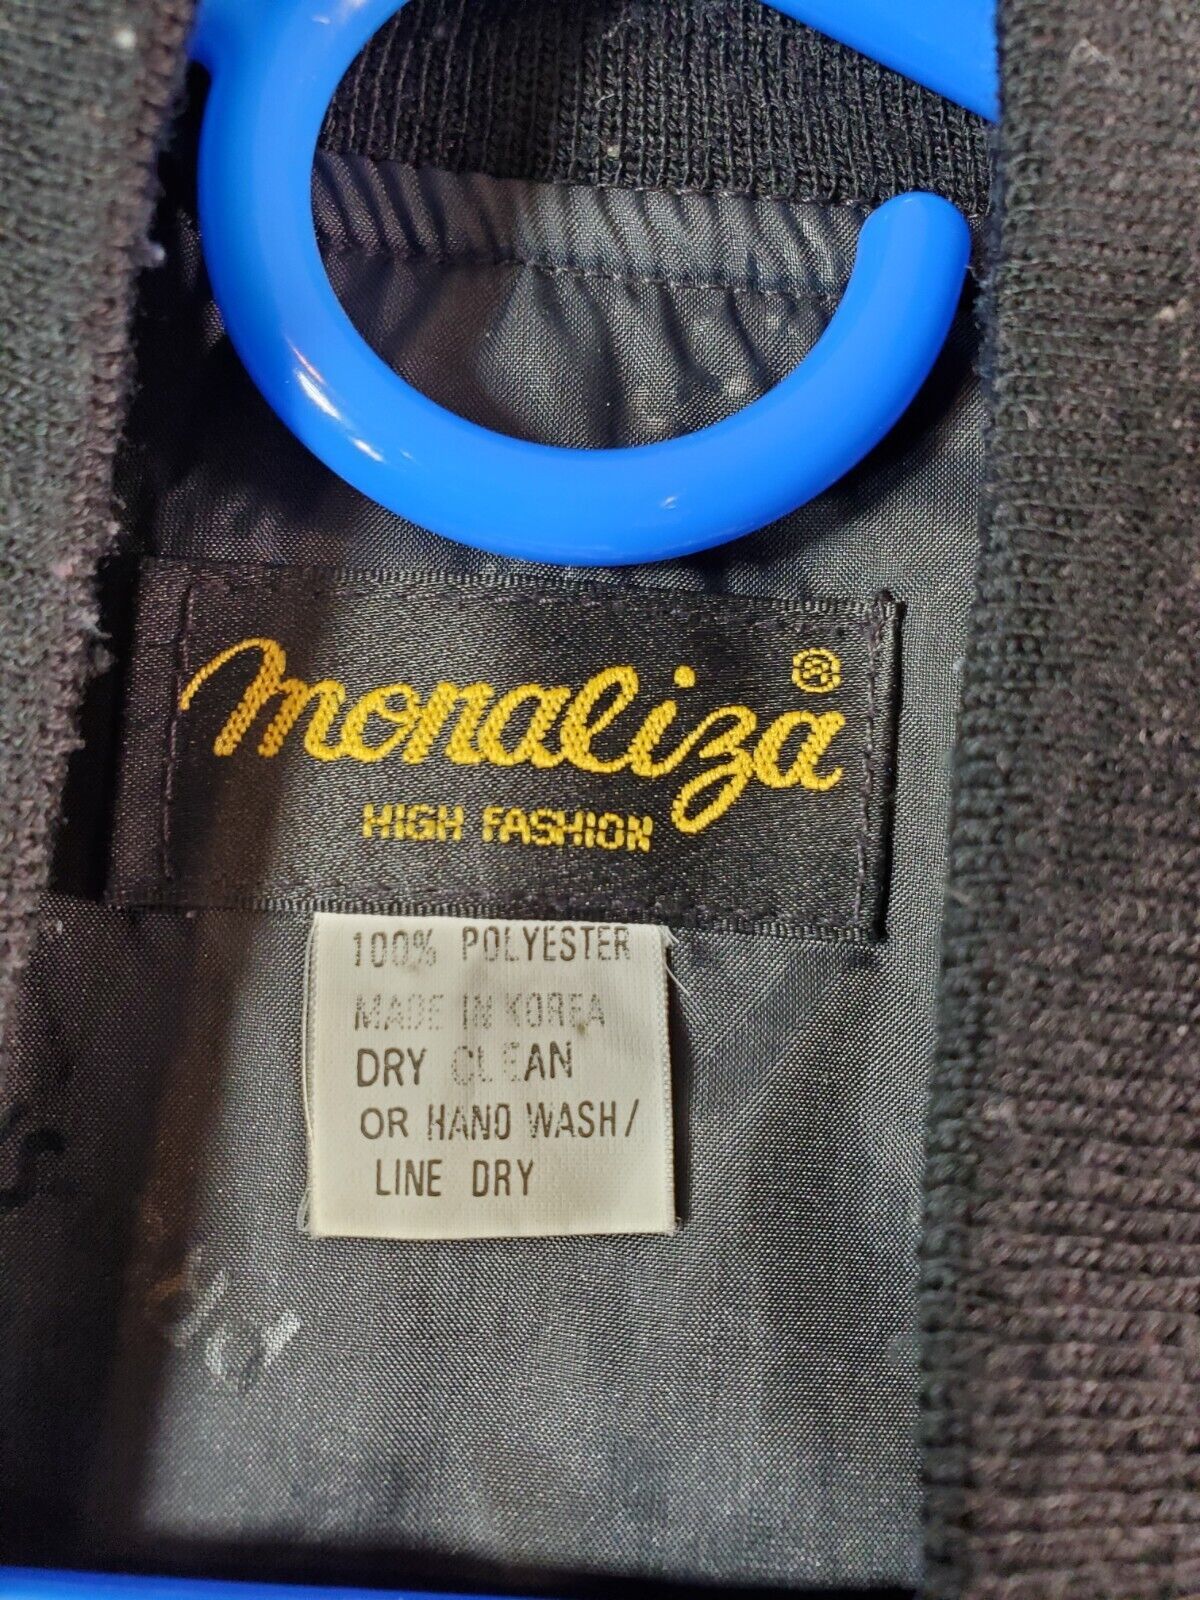 monaliza®
HIGH FASHION
100% POLYESTER
MADE IN KOREA
DRY CLEAN
OR HAND WASH/
LINE DRY